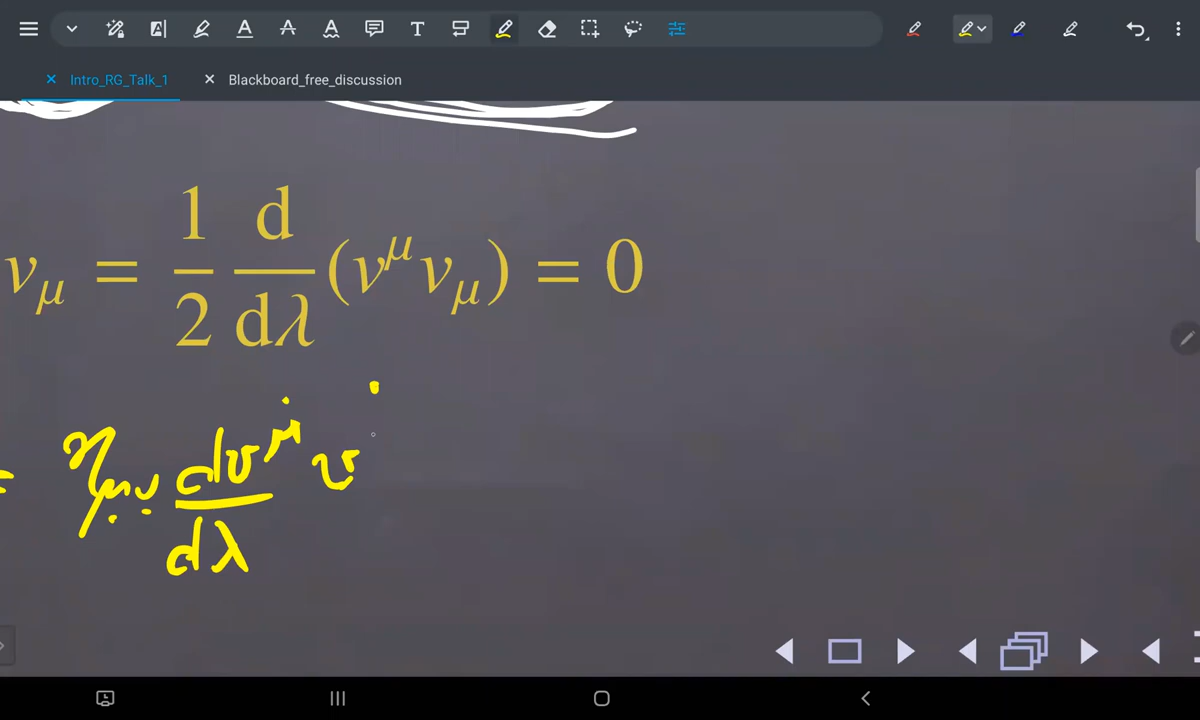 Intro_RG_Talk_1 Blackboard_free_discussion
v_μ = 1/2 d/dλ (v^μ v_μ) = 0
= η_μν dv^μ/dλ v